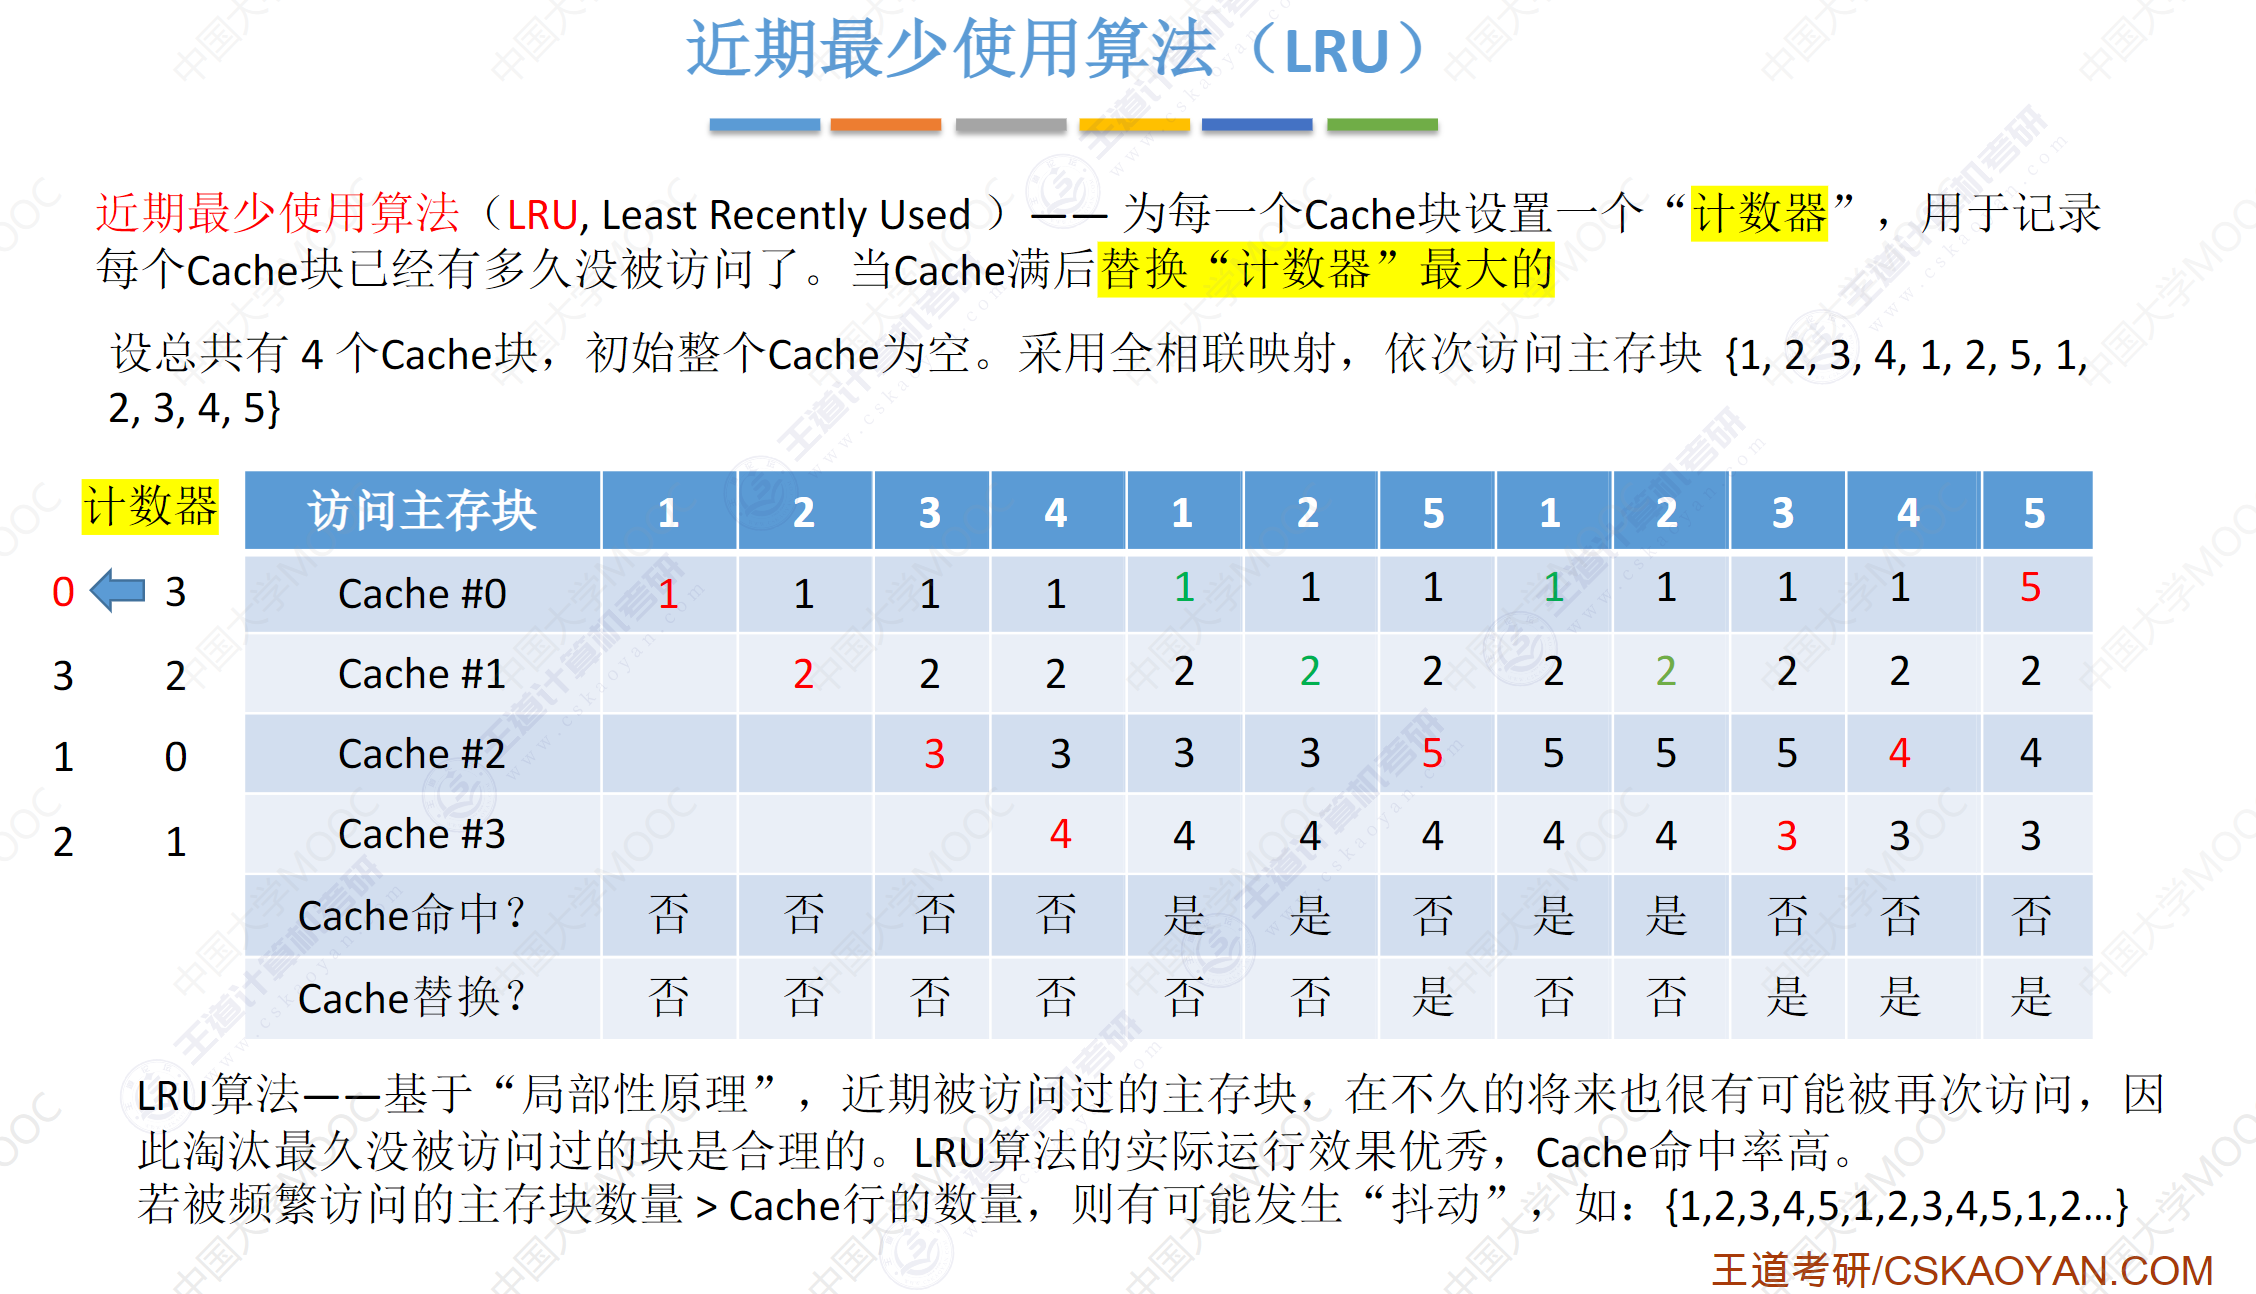 近期最少使用算法（LRU）
近期最少使用算法（LRU, Least Recently Used ）—— 为每一个Cache块设置一个“计数器”，用于记录
每个Cache块已经有多久没被访问了。当Cache满后替换“计数器”最大的
设总共有 4 个Cache块，初始整个Cache为空。采用全相联映射，依次访问主存块 {1, 2, 3, 4, 1, 2, 5, 1,
2, 3, 4, 5}
计数器 访问主存块 1 2 3 4 1 2 5 1 2 3 4 5
0 3 Cache #0 1 1 1 1 1 1 1 1 1 1 1 5
3 2 Cache #1 2 2 2 2 2 2 2 2 2 2 2
1 0 Cache #2 3 3 3 3 5 5 5 5 4 4
2 1 Cache #3 4 4 4 4 4 4 3 3 3
Cache命中？ 否 否 否 否 是 是 否 是 是 否 否 否
Cache替换？ 否 否 否 否 否 否 是 否 否 是 是 是
LRU算法——基于“局部性原理”，近期被访问过的主存块，在不久的将来也很有可能被再次访问，因
此淘汰最久没被访问过的块是合理的。LRU算法的实际运行效果优秀，Cache命中率高。
若被频繁访问的主存块数量 > Cache行的数量，则有可能发生“抖动”，如：{1,2,3,4,5,1,2,3,4,5,1,2…}
王道考研/CSKAOYAN.COM
中国大学MOOC
王道计算机考研
www.cskaoyan.com